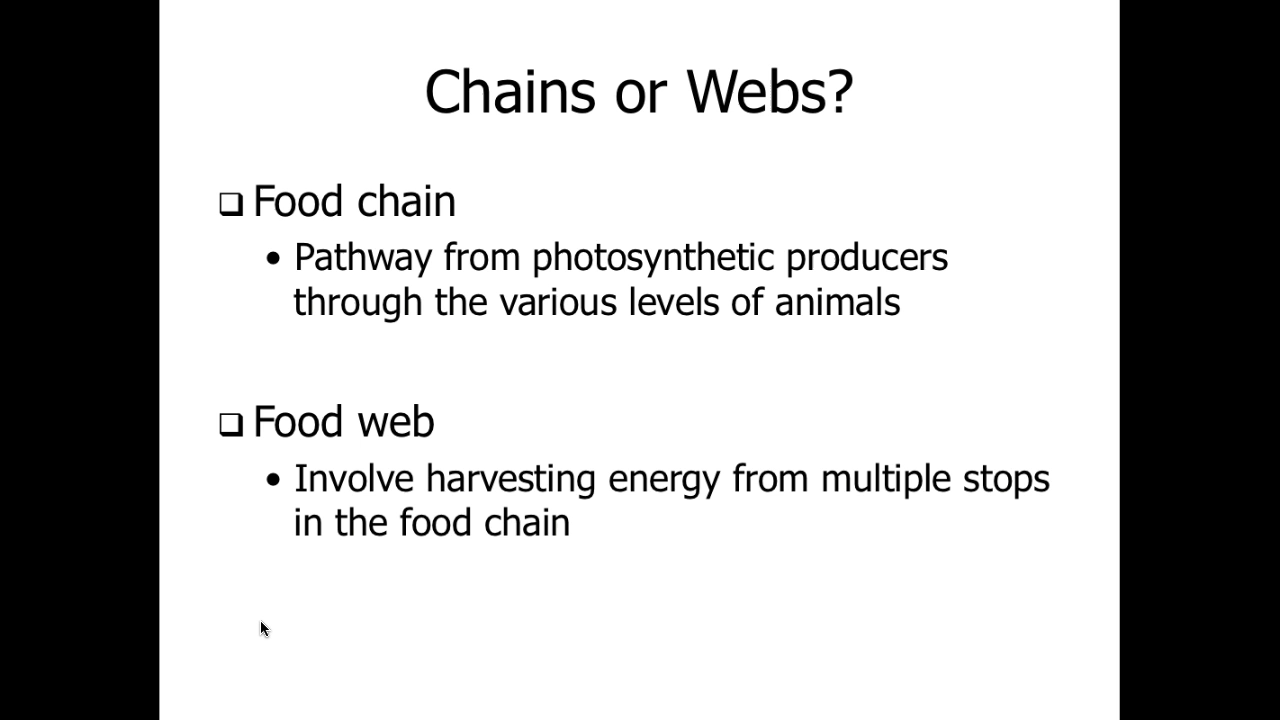 Chains or Webs?
❑ Food chain
• Pathway from photosynthetic producers
through the various levels of animals
❑ Food web
• Involve harvesting energy from multiple stops
in the food chain